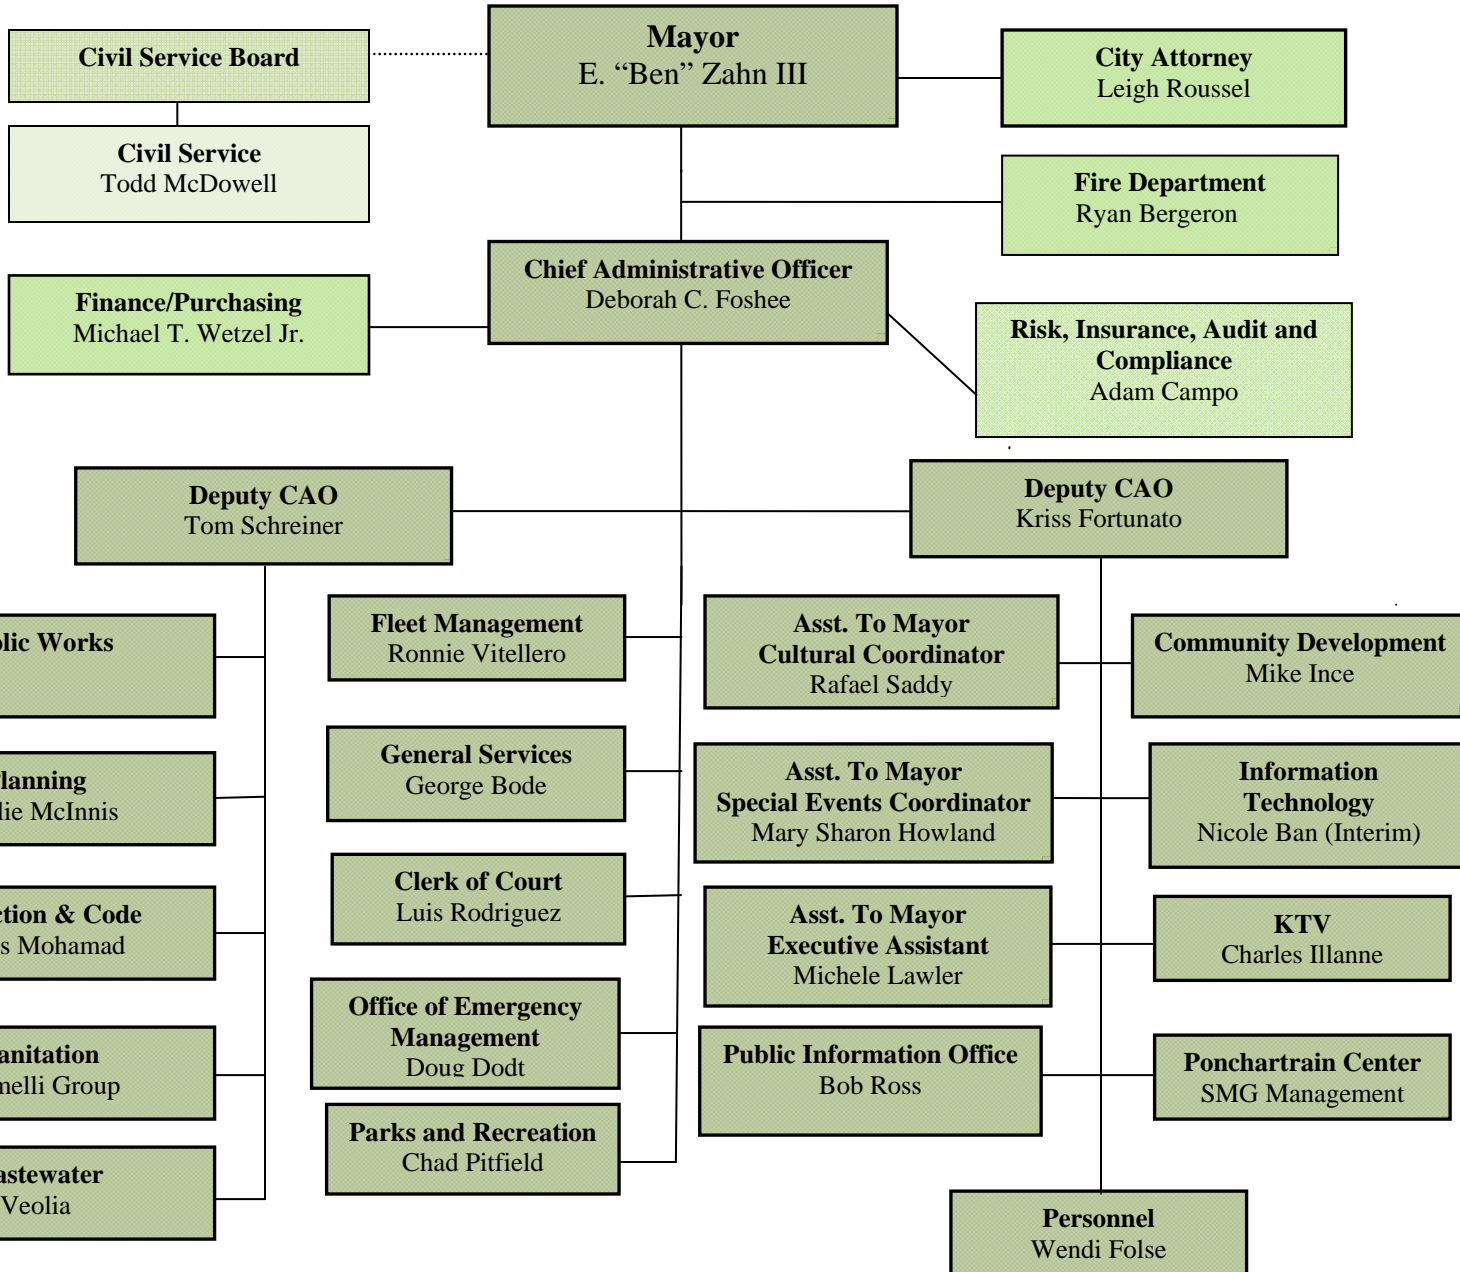 Mayor
E. “Ben” Zahn III
Civil Service Board
Civil Service
Todd McDowell
City Attorney
Leigh Roussel
Fire Department
Ryan Bergeron
Chief Administrative Officer
Deborah C. Foshee
Finance/Purchasing
Michael T. Wetzel Jr.
Risk, Insurance, Audit and
Compliance
Adam Campo
Deputy CAO
Tom Schreiner
Deputy CAO
Kriss Fortunato
Works
McInnis
& Code
Mohamad
Group
Veolia
Fleet Management
Ronnie Vitellero
General Services
George Bode
Clerk of Court
Luis Rodriguez
Office of Emergency
Management
Doug Dodt
Parks and Recreation
Chad Pitfield
Asst. To Mayor
Cultural Coordinator
Rafael Saddy
Asst. To Mayor
Special Events Coordinator
Mary Sharon Howland
Asst. To Mayor
Executive Assistant
Michele Lawler
Public Information Office
Bob Ross
Community Development
Mike Ince
Information
Technology
Nicole Ban (Interim)
KTV
Charles Illanne
Ponchartrain Center
SMG Management
Personnel
Wendi Folse